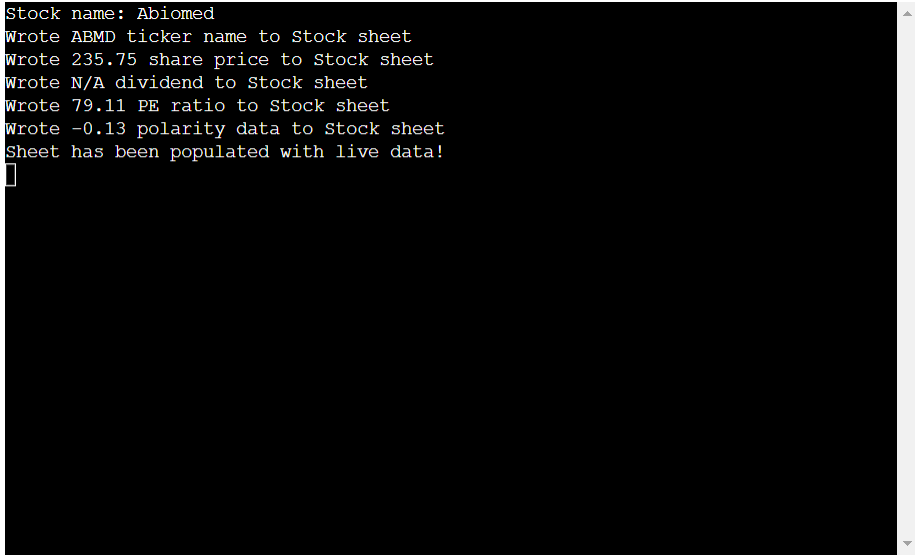 Stock name: Abiomed
Wrote ABMD ticker name to Stock sheet
Wrote 235.75 share price to Stock sheet
Wrote N/A dividend to Stock sheet
Wrote 79.11 PE ratio to Stock sheet
Wrote -0.13 polarity data to Stock sheet
Sheet has been populated with live data!